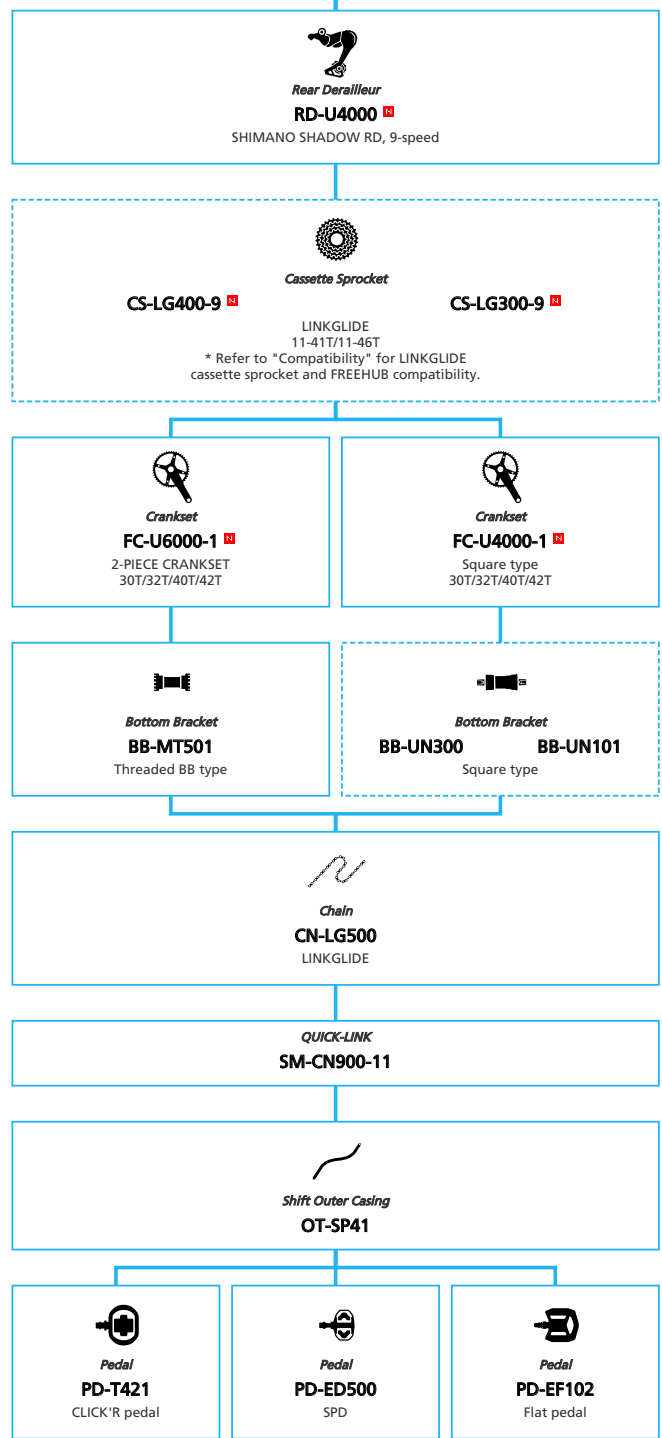 Rear Derailleur
RD-U4000 N
SHIMANO SHADOW RD, 9-speed
Cassette Sprocket
CS-LG400-9 N
CS-LG300-9 N
LINKGLIDE
11-41T/11-46T
* Refer to "Compatibility" for LINKGLIDE
cassette sprocket and FREEHUB compatibility.
Crankset
FC-U6000-1 N
2-PIECE CRANKSET
30T/32T/40T/42T
Crankset
FC-U4000-1 N
Square type
30T/32T/40T/42T
Bottom Bracket
BB-MT501
Threaded BB type
Bottom Bracket
BB-UN300
BB-UN101
Square type
Chain
CN-LG500
LINKGLIDE
QUICK-LINK
SM-CN900-11
Shift Outer Casing
OT-SP41
Pedal
PD-T421
CLICK'R pedal
Pedal
PD-ED500
SPD
Pedal
PD-EF102
Flat pedal